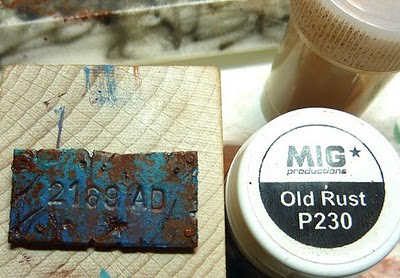 2169 AD
MIG
productions
Old Rust
P230